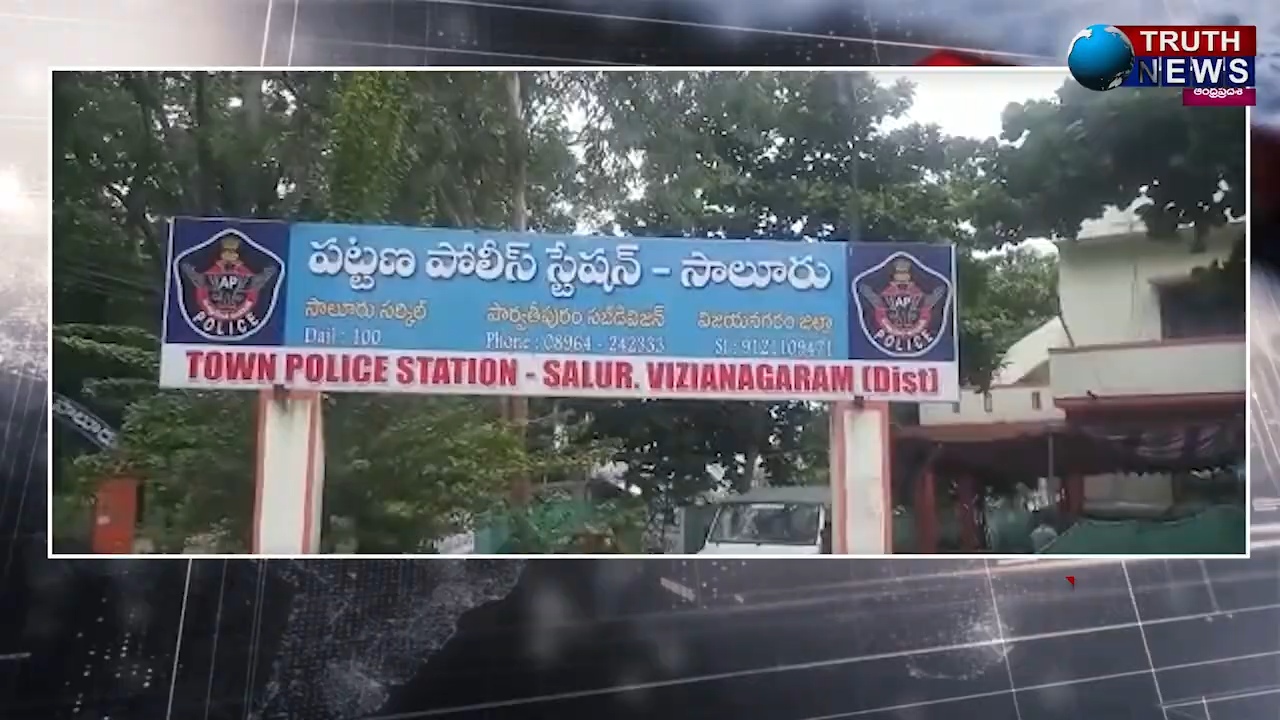 TRUTH
NEWS
ఆంధ్రప్రదేశ్
పట్టణ పోలీస్ స్టేషన్ - సాలూరు
సాలూరు సర్కిల్ పార్వతీపురం సబ్‌డివిజన్ విజయనగరం జిల్లా
Dail : 100 Phone : 08964 - 242333 SI : 9121109471
AP
POLICE
AP
POLICE
TOWN POLICE STATION - SALUR. VIZIANAGARAM (Dist)